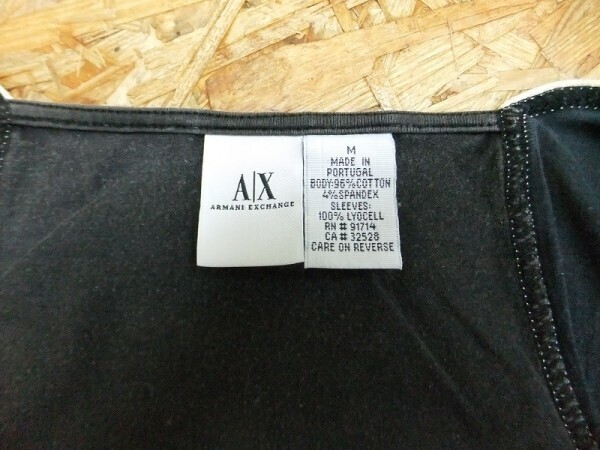 A|X
ARMANI EXCHANGE
M
MADE IN
PORTUGAL
BODY:96%COTTON
4%SPANDEX
SLEEVES:
100% LYOCELL
RN # 91714
CA # 32528
CARE ON REVERSE